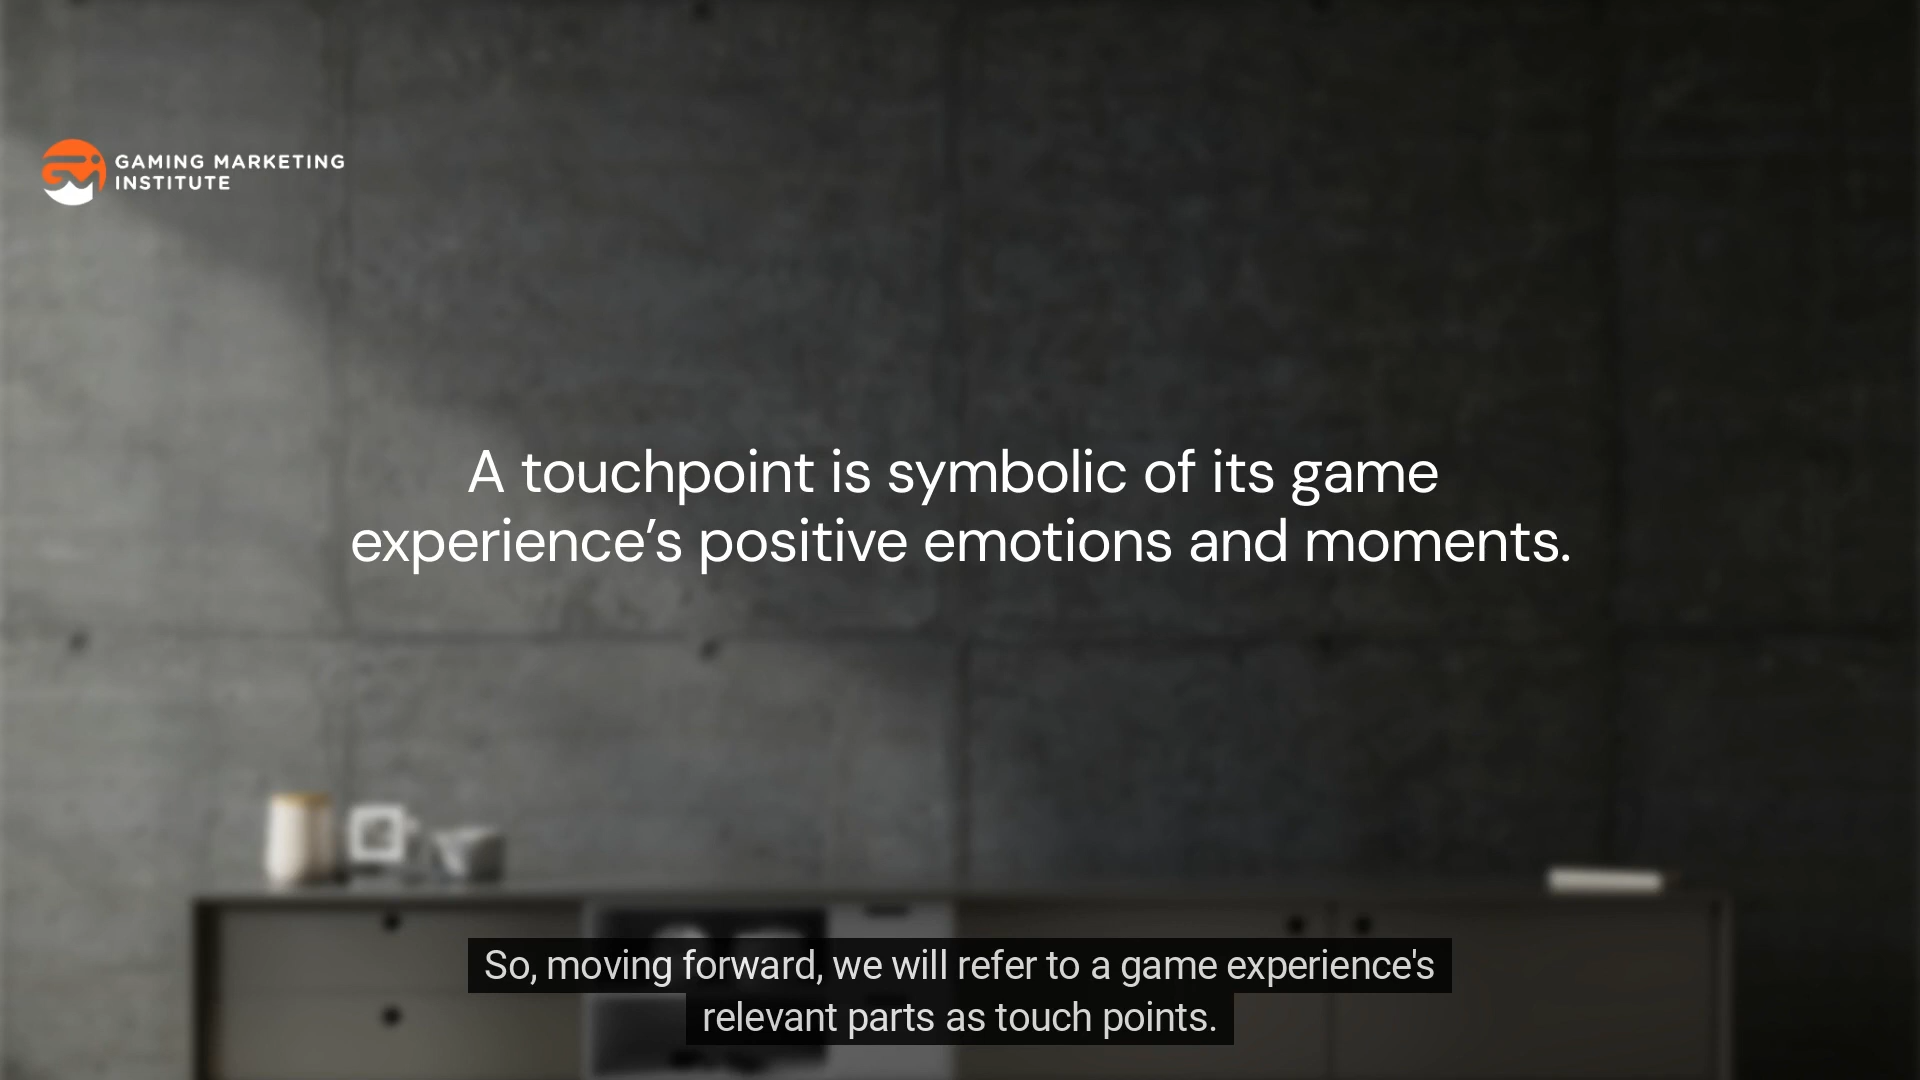 GAMING MARKETING
INSTITUTE
A touchpoint is symbolic of its game
experience’s positive emotions and moments.
So, moving forward, we will refer to a game experience's
relevant parts as touch points.